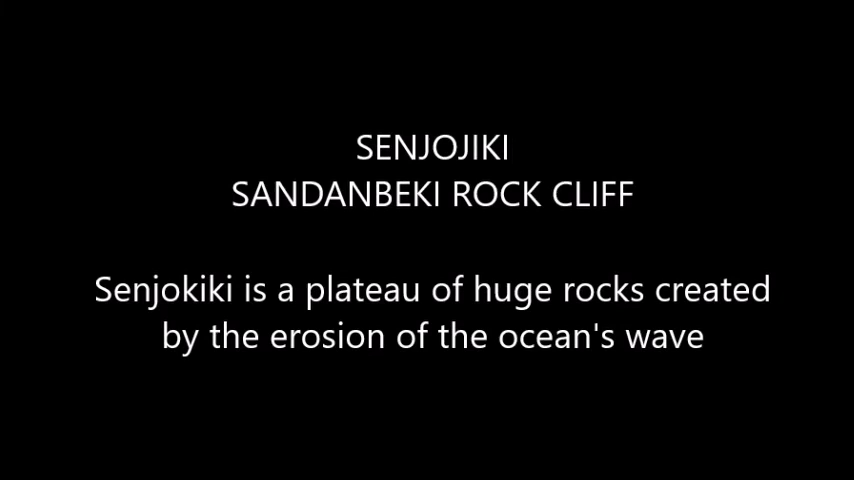 SENJOJIKI
SANDANBEKI ROCK CLIFF
Senjokiki is a plateau of huge rocks created
by the erosion of the ocean's wave